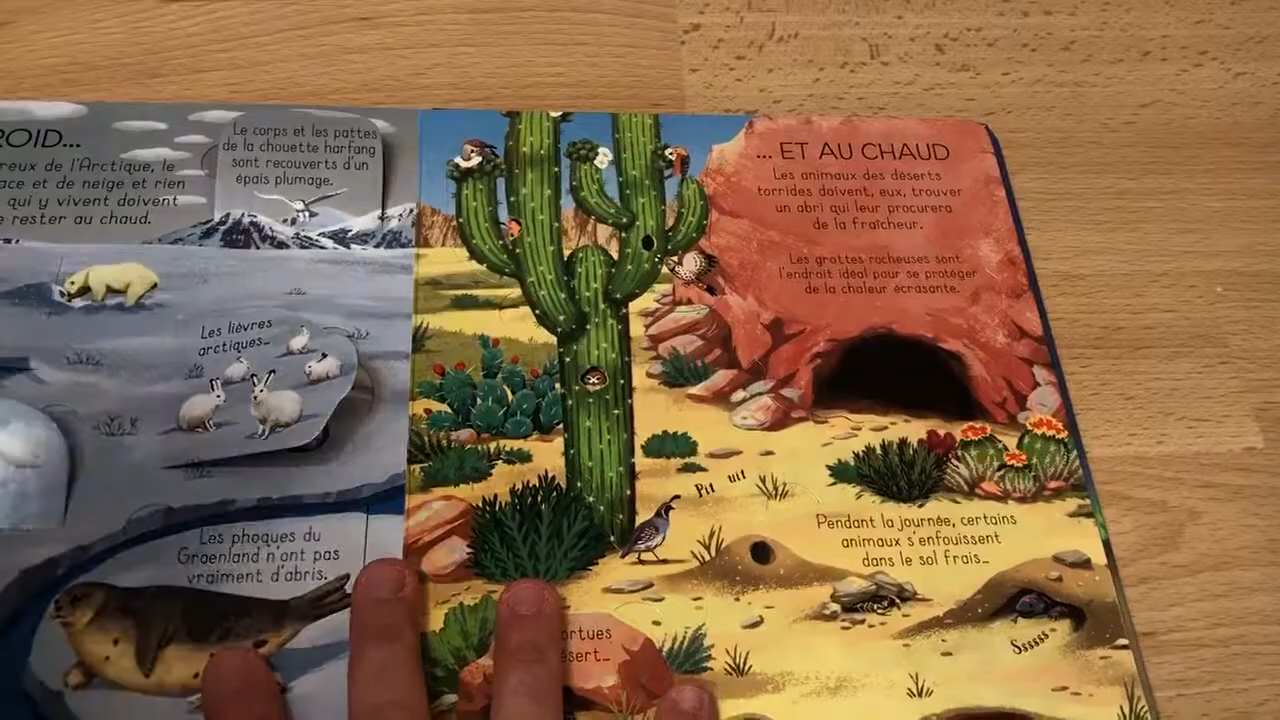 ROID...
reux de l'Arctique, le
ace et de neige et rien
qui y vivent doivent
e rester au chaud.
Le corps et les pattes
de la chouette harfang
sont recouverts d'un
épais plumage.
Les lièvres
arctiques...
Les phoques du
Groenland n'ont pas
vraiment d'abris.
... ET AU CHAUD
Les animaux des déserts
torrides doivent, eux, trouver
un abri qui leur procurera
de la fraîcheur.
Les grottes rocheuses sont
l'endroit idéal pour se protéger
de la chaleur écrasante.
Pit uit
Pendant la journée, certains
animaux s'enfouissent
dans le sol frais...
Sssss
ortues
ésert...